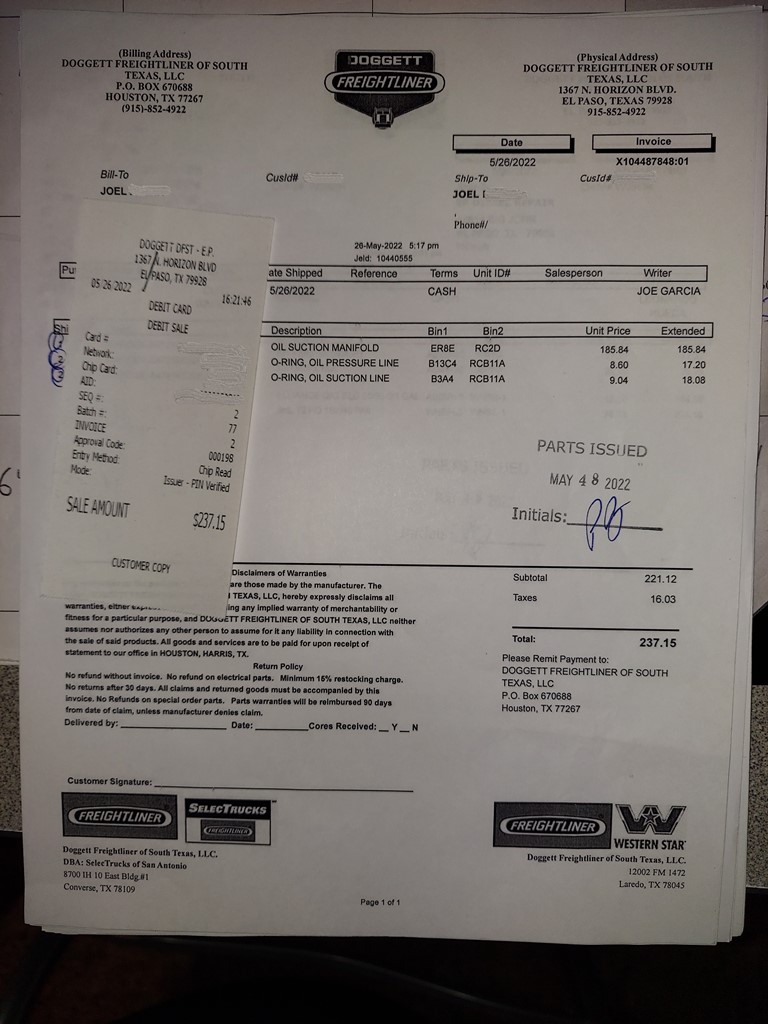 (Billing Address)
DOGGETT FREIGHTLINER OF SOUTH
TEXAS, LLC
P.O. BOX 670688
HOUSTON, TX 77267
(915)-852-4922
DOGGETT
FREIGHTLINER
(Physical Address)
DOGGETT FREIGHTLINER OF SOUTH
TEXAS, LLC
1367 N. HORIZON BLVD.
EL PASO, TEXAS 79928
915-852-4922
Date Invoice
5/26/2022 X104487848:01
Bill-To CusId# Ship-To CusId#
JOEL JOEL
Phone#/
26-May-2022 5:17 pm
Jeld: 10440555
Pu ate Shipped Reference Terms Unit ID# Salesperson Writer
5/26/2022 CASH JOE GARCIA
Shi Description Bin1 Bin2 Unit Price Extended
OIL SUCTION MANIFOLD ER8E RC2D 185.84 185.84
O-RING, OIL PRESSURE LINE B13C4 RCB11A 8.60 17.20
O-RING, OIL SUCTION LINE B3A4 RCB11A 9.04 18.08
DOGGETT DFST - E.P.
1367 N. HORIZON BLVD
EL PASO, TX 79928
05 26 2022 16:21:46
DEBIT CARD
DEBIT SALE
Card #
Network:
Chip Card:
AID:
SEQ #: 2
Batch #: 77
INVOICE 2
Approval Code: 000198
Entry Method: Chip Read
Mode: Issuer - PIN Verified
SALE AMOUNT $237.15
CUSTOMER COPY
PARTS ISSUED
MAY 48 2022
Initials:
Disclaimers of Warranties
are those made by the manufacturer. The
TEXAS, LLC, hereby expressly disclaims all
warranties, either ing any implied warranty of merchantability or
fitness for a particular purpose, and DOGGETT FREIGHTLINER OF SOUTH TEXAS, LLC neither
assumes nor authorizes any other person to assume for it any liability in connection with
the sale of said products. All goods and services are to be paid for upon receipt of
statement to our office in HOUSTON, HARRIS, TX.
Return Policy
No refund without invoice. No refund on electrical parts. Minimum 15% restocking charge.
No returns after 30 days. All claims and returned goods must be accompanied by this
invoice. No Refunds on special order parts. Parts warranties will be reimbursed 90 days
from date of claim, unless manufacturer denies claim.
Delivered by: Date: Cores Received: Y N
Subtotal 221.12
Taxes 16.03
Total: 237.15
Please Remit Payment to:
DOGGETT FREIGHTLINER OF SOUTH
TEXAS, LLC
P.O. Box 670688
Houston, TX 77267
Customer Signature:
FREIGHTLINER
SELECTRUCKS
FREIGHTLINER
Doggett Freightliner of South Texas, LLC.
DBA: SelecTrucks of San Antonio
8700 IH 10 East Bldg.#1
Converse, TX 78109
FREIGHTLINER
WESTERN STAR
Doggett Freightliner of South Texas, LLC.
12002 FM 1472
Laredo, TX 78045
Page 1 of 1